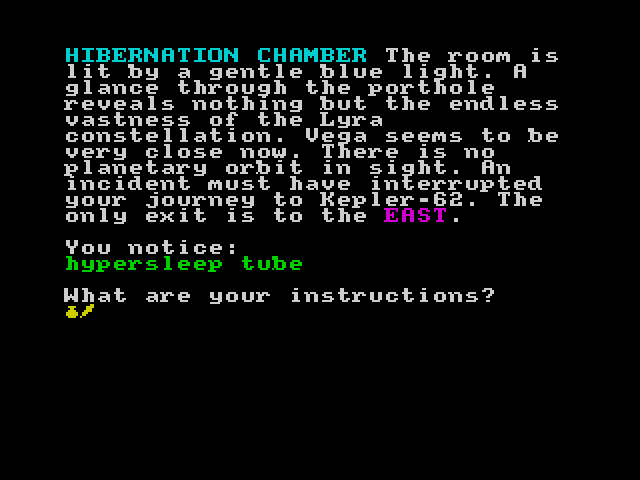 HIBERNATION CHAMBER The room is
lit by a gentle blue light. A
glance through the porthole
reveals nothing but the endless
vastness of the Lyra
constellation. Vega seems to be
very close now. There is no
planetary orbit in sight. An
incident must have interrupted
your journey to Kepler-62. The
only exit is to the EAST.
You notice:
hypersleep tube
What are your instructions?